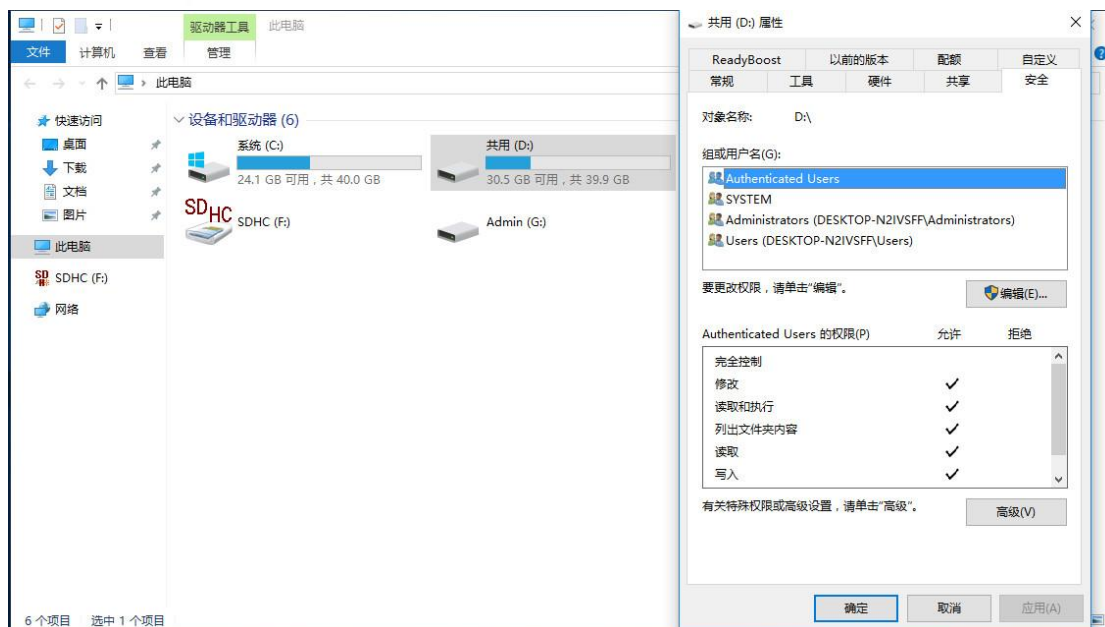 驱动器工具 此电脑
文件 计算机 查看 管理
此电脑
快速访问
桌面
下载
文档
图片
此电脑
SDHC (F:)
网络
设备和驱动器 (6)
系统 (C:)
24.1 GB 可用，共 40.0 GB
共用 (D:)
30.5 GB 可用，共 39.9 GB
SDHC
SDHC (F:)
Admin (G:)
6 个项目 选中 1 个项目
共用 (D:) 属性
ReadyBoost 以前的版本 配额 自定义
常规 工具 硬件 共享 安全
对象名称: D:\
组或用户名(G):
Authenticated Users
SYSTEM
Administrators (DESKTOP-N2IVSFF\Administrators)
Users (DESKTOP-N2IVSFF\Users)
要更改权限，请单击"编辑"。
编辑(E)...
Authenticated Users 的权限(P) 允许 拒绝
完全控制
修改
读取和执行
列出文件夹内容
读取
写入
有关特殊权限或高级设置，请单击"高级"。
高级(V)
确定 取消 应用(A)